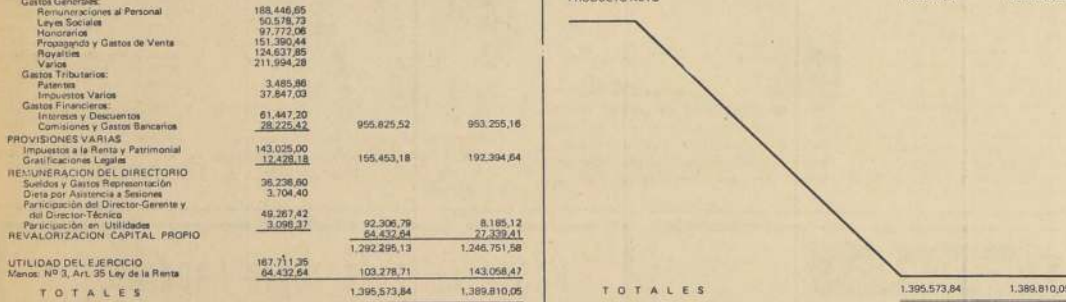 Gastos Generales:
Remuneraciones al Personal 188,446,65
Leyes Sociales 50,578,73
Honorarios 97.772,06
Propaganda y Gastos de Venta 151.390,44
Royalties 124,637,85
Varios 211,994,28
Gastos Tributarios:
Patentes 3.485,86
Impuestos Varios 37.847,03
Gastos Financieros:
Intereses y Descuentos 61,447,20
Comisiones y Gastos Bancarios 28,225,42 955.825,52 953.255,16
PROVISIONES VARIAS
Impuestos a la Renta y Patrimonial 143,025,00
Gratificaciones Legales 12,428,18 155,453,18 192,394,64
REMUNERACION DEL DIRECTORIO
Sueldos y Gastos Representación 36,236,60
Dieta por Asistencia a Sesiones 3.704,40
Participación del Director-Gerente y
del Director-Técnico 49,267,42
Participación en Utilidades 3,098,37 92,306,79 8,185,12
REVALORIZACION CAPITAL PROPIO 64,432,64 27,339,41
1.292.295,13 1.246.751,58
UTILIDAD DEL EJERCICIO 167.711,35
Menos: Nº 3, Art. 35 Ley de la Renta 64,432,64 103,278,71 143,058,47
T O T A L E S 1.395,573,84 1.389.810,05
T O T A L E S 1.395.573,84 1.389.810,05